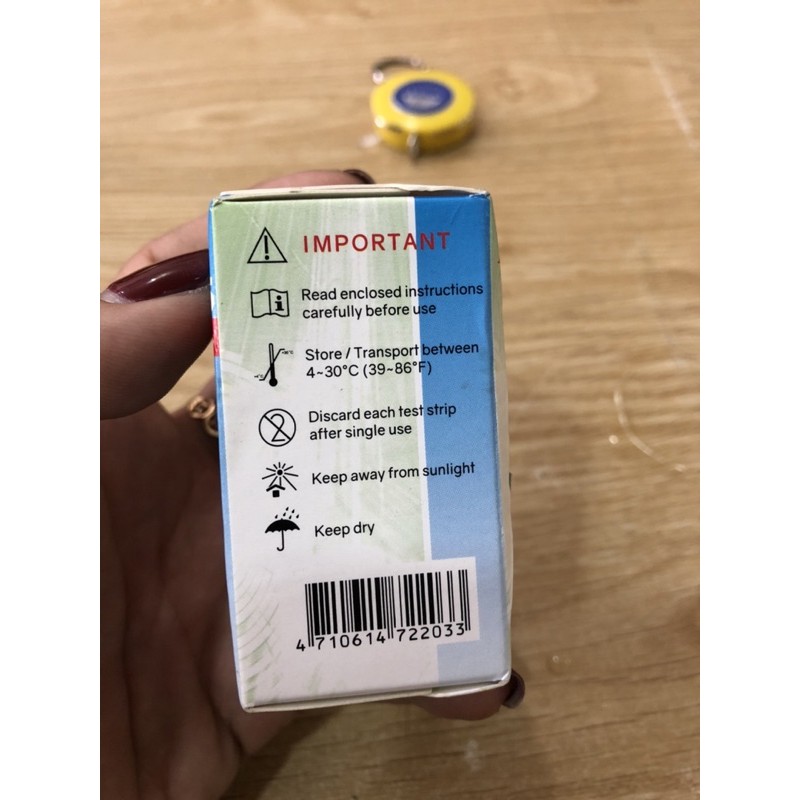 IMPORTANT
Read enclosed instructions
carefully before use
Store / Transport between
4~30°C (39~86°F)
Discard each test strip
after single use
2
Keep away from sunlight
Keep dry
4 710614 722033